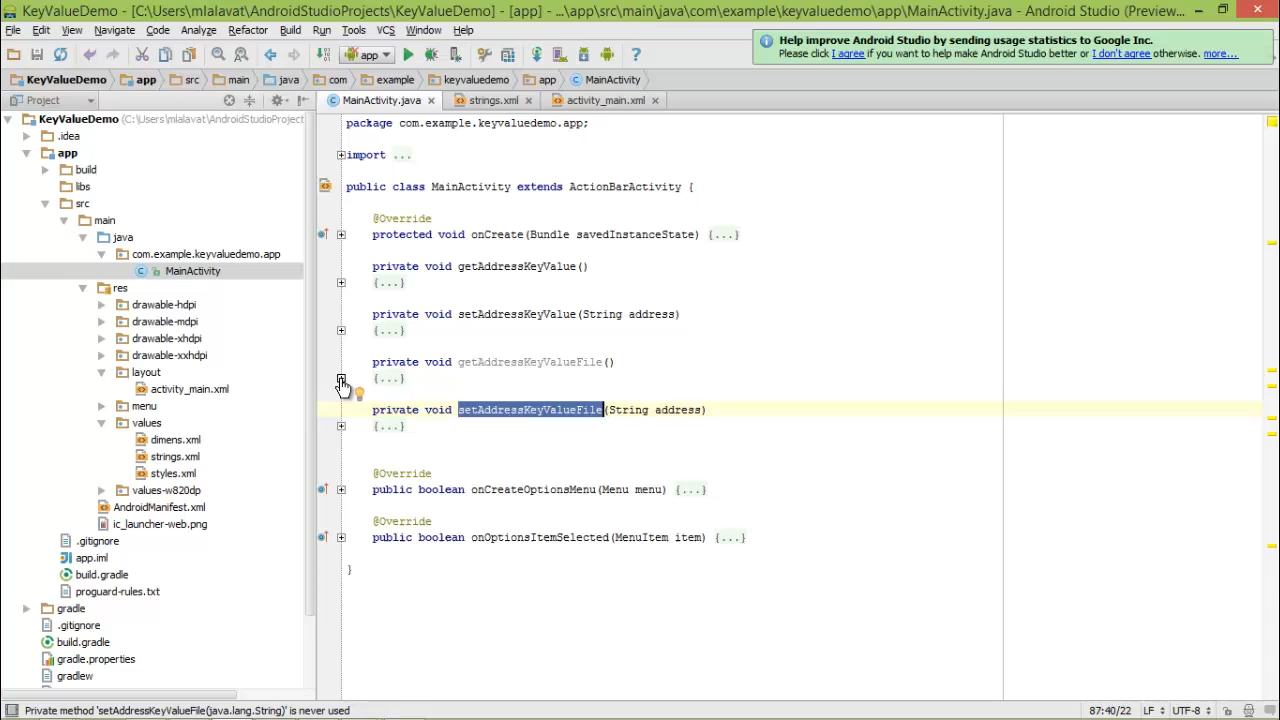 KeyValueDemo - [C:\Users\mlalavat\AndroidStudioProjects\KeyValueDemo] - [app] - ...\app\src\main\java\com\example\keyvaluedemo\app\MainActivity.java - Android Studio (Preview...
File Edit View Navigate Code Analyze Refactor Build Run Tools VCS Window Help
Help improve Android Studio by sending usage statistics to Google Inc.
Please click I agree if you want to help make Android Studio better or I don't agree otherwise. more...
app
KeyValueDemo app src main java com example keyvaluedemo app MainActivity
Project
MainActivity.java strings.xml activity_main.xml
KeyValueDemo (C:\Users\mlalavat\AndroidStudioProject
.idea
app
build
libs
src
main
java
com.example.keyvaluedemo.app
MainActivity
res
drawable-hdpi
drawable-mdpi
drawable-xhdpi
drawable-xxhdpi
layout
activity_main.xml
menu
values
dimens.xml
strings.xml
styles.xml
values-w820dp
AndroidManifest.xml
ic_launcher-web.png
.gitignore
app.iml
build.gradle
proguard-rules.txt
gradle
.gitignore
build.gradle
gradle.properties
gradlew
package com.example.keyvaluedemo.app;
import ...
public class MainActivity extends ActionBarActivity {
@Override
protected void onCreate(Bundle savedInstanceState) {...}
private void getAddressKeyValue()
{...}
private void setAddressKeyValue(String address)
{...}
private void getAddressKeyValueFile()
{...}
private void setAddressKeyValueFile(String address)
{...}
@Override
public boolean onCreateOptionsMenu(Menu menu) {...}
@Override
public boolean onOptionsItemSelected(MenuItem item) {...}
}
Private method 'setAddressKeyValueFile(java.lang.String)' is never used
87:40/22 LF UTF-8